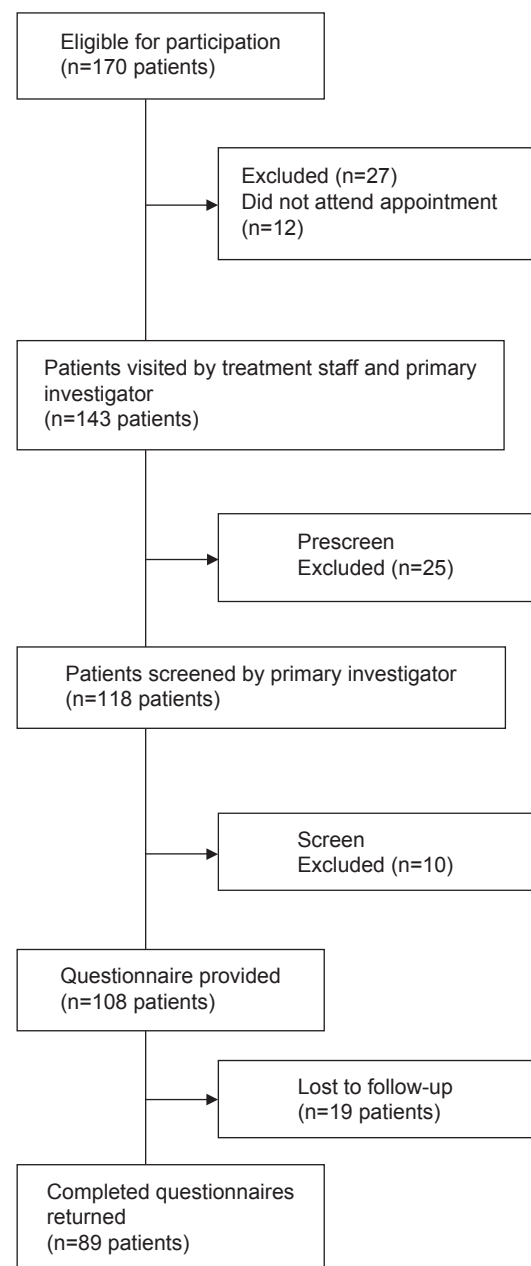 Eligible for participation
(n=170 patients)
Excluded (n=27)
Did not attend appointment
(n=12)
Patients visited by treatment staff and primary
investigator
(n=143 patients)
Prescreen
Excluded (n=25)
Patients screened by primary investigator
(n=118 patients)
Screen
Excluded (n=10)
Questionnaire provided
(n=108 patients)
Lost to follow-up
(n=19 patients)
Completed questionnaires
returned
(n=89 patients)